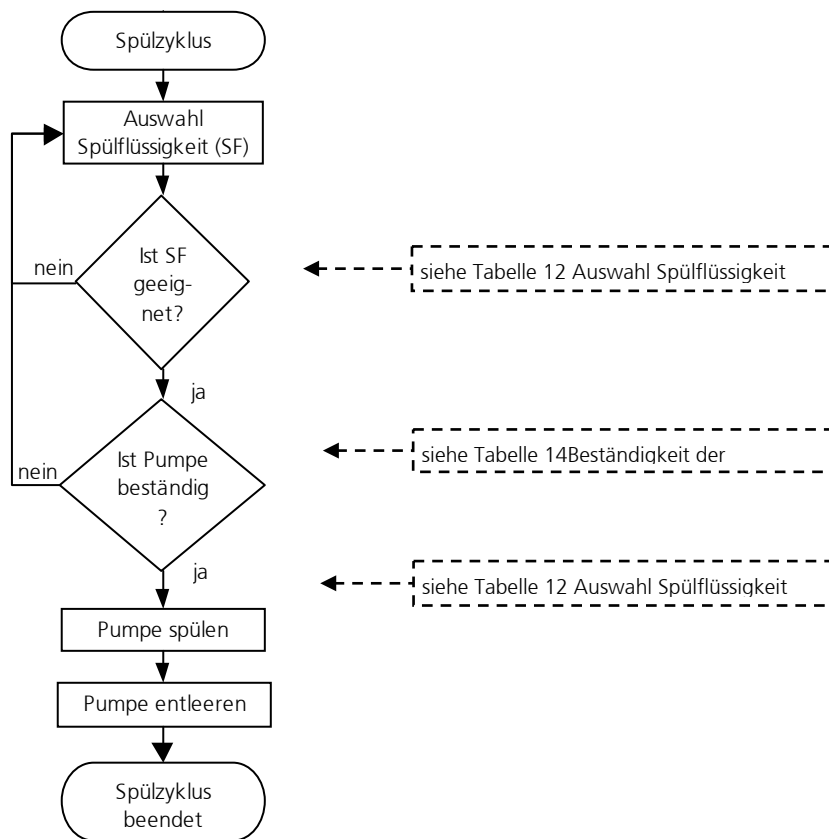 Spülzyklus
Auswahl
Spülflüssigkeit (SF)
nein
Ist SF
geeig-
net?
siehe Tabelle 12 Auswahl Spülflüssigkeit
ja
nein
Ist Pumpe
beständig
?
siehe Tabelle 14Beständigkeit der
ja
siehe Tabelle 12 Auswahl Spülflüssigkeit
Pumpe spülen
Pumpe entleeren
Spülzyklus
beendet